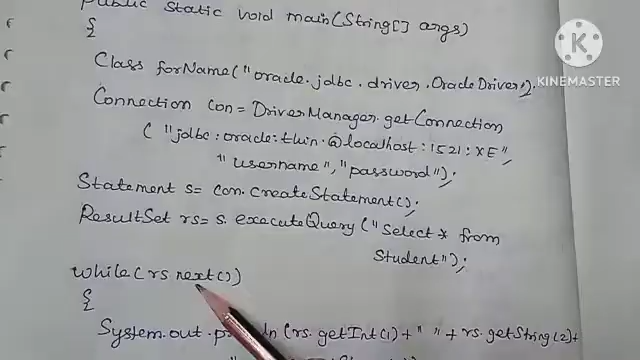 Public static void main(String[] args)
{
Class forName("oracle.jdbc.driver.OracleDriver");
Connection con = DriverManager.getConnection
("jdbc:oracle:thin:@localhost:1521:XE",
"username","password");
Statement s= con.createStatement();
ResultSet rs= s.executeQuery("Select * from
Student");
while(rs next())
{
System.out.p ln(rs.getInt(1)+" "+rs.getString(2)+
KINEMASTER